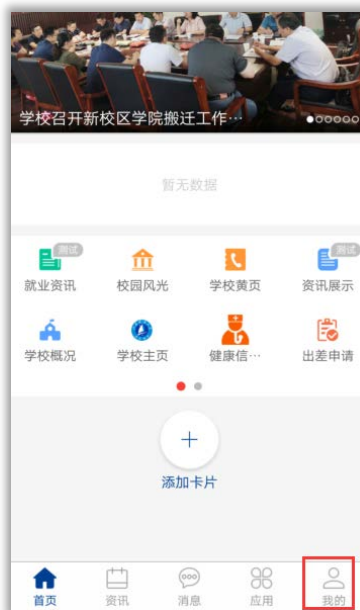 学校召开新校区学院搬迁工作…
暂无数据
测试 测试
就业资讯 校园风光 学校黄页 资讯展示
学校概况 学校主页 健康信… 出差申请
添加卡片
首页 资讯 消息 应用 我的